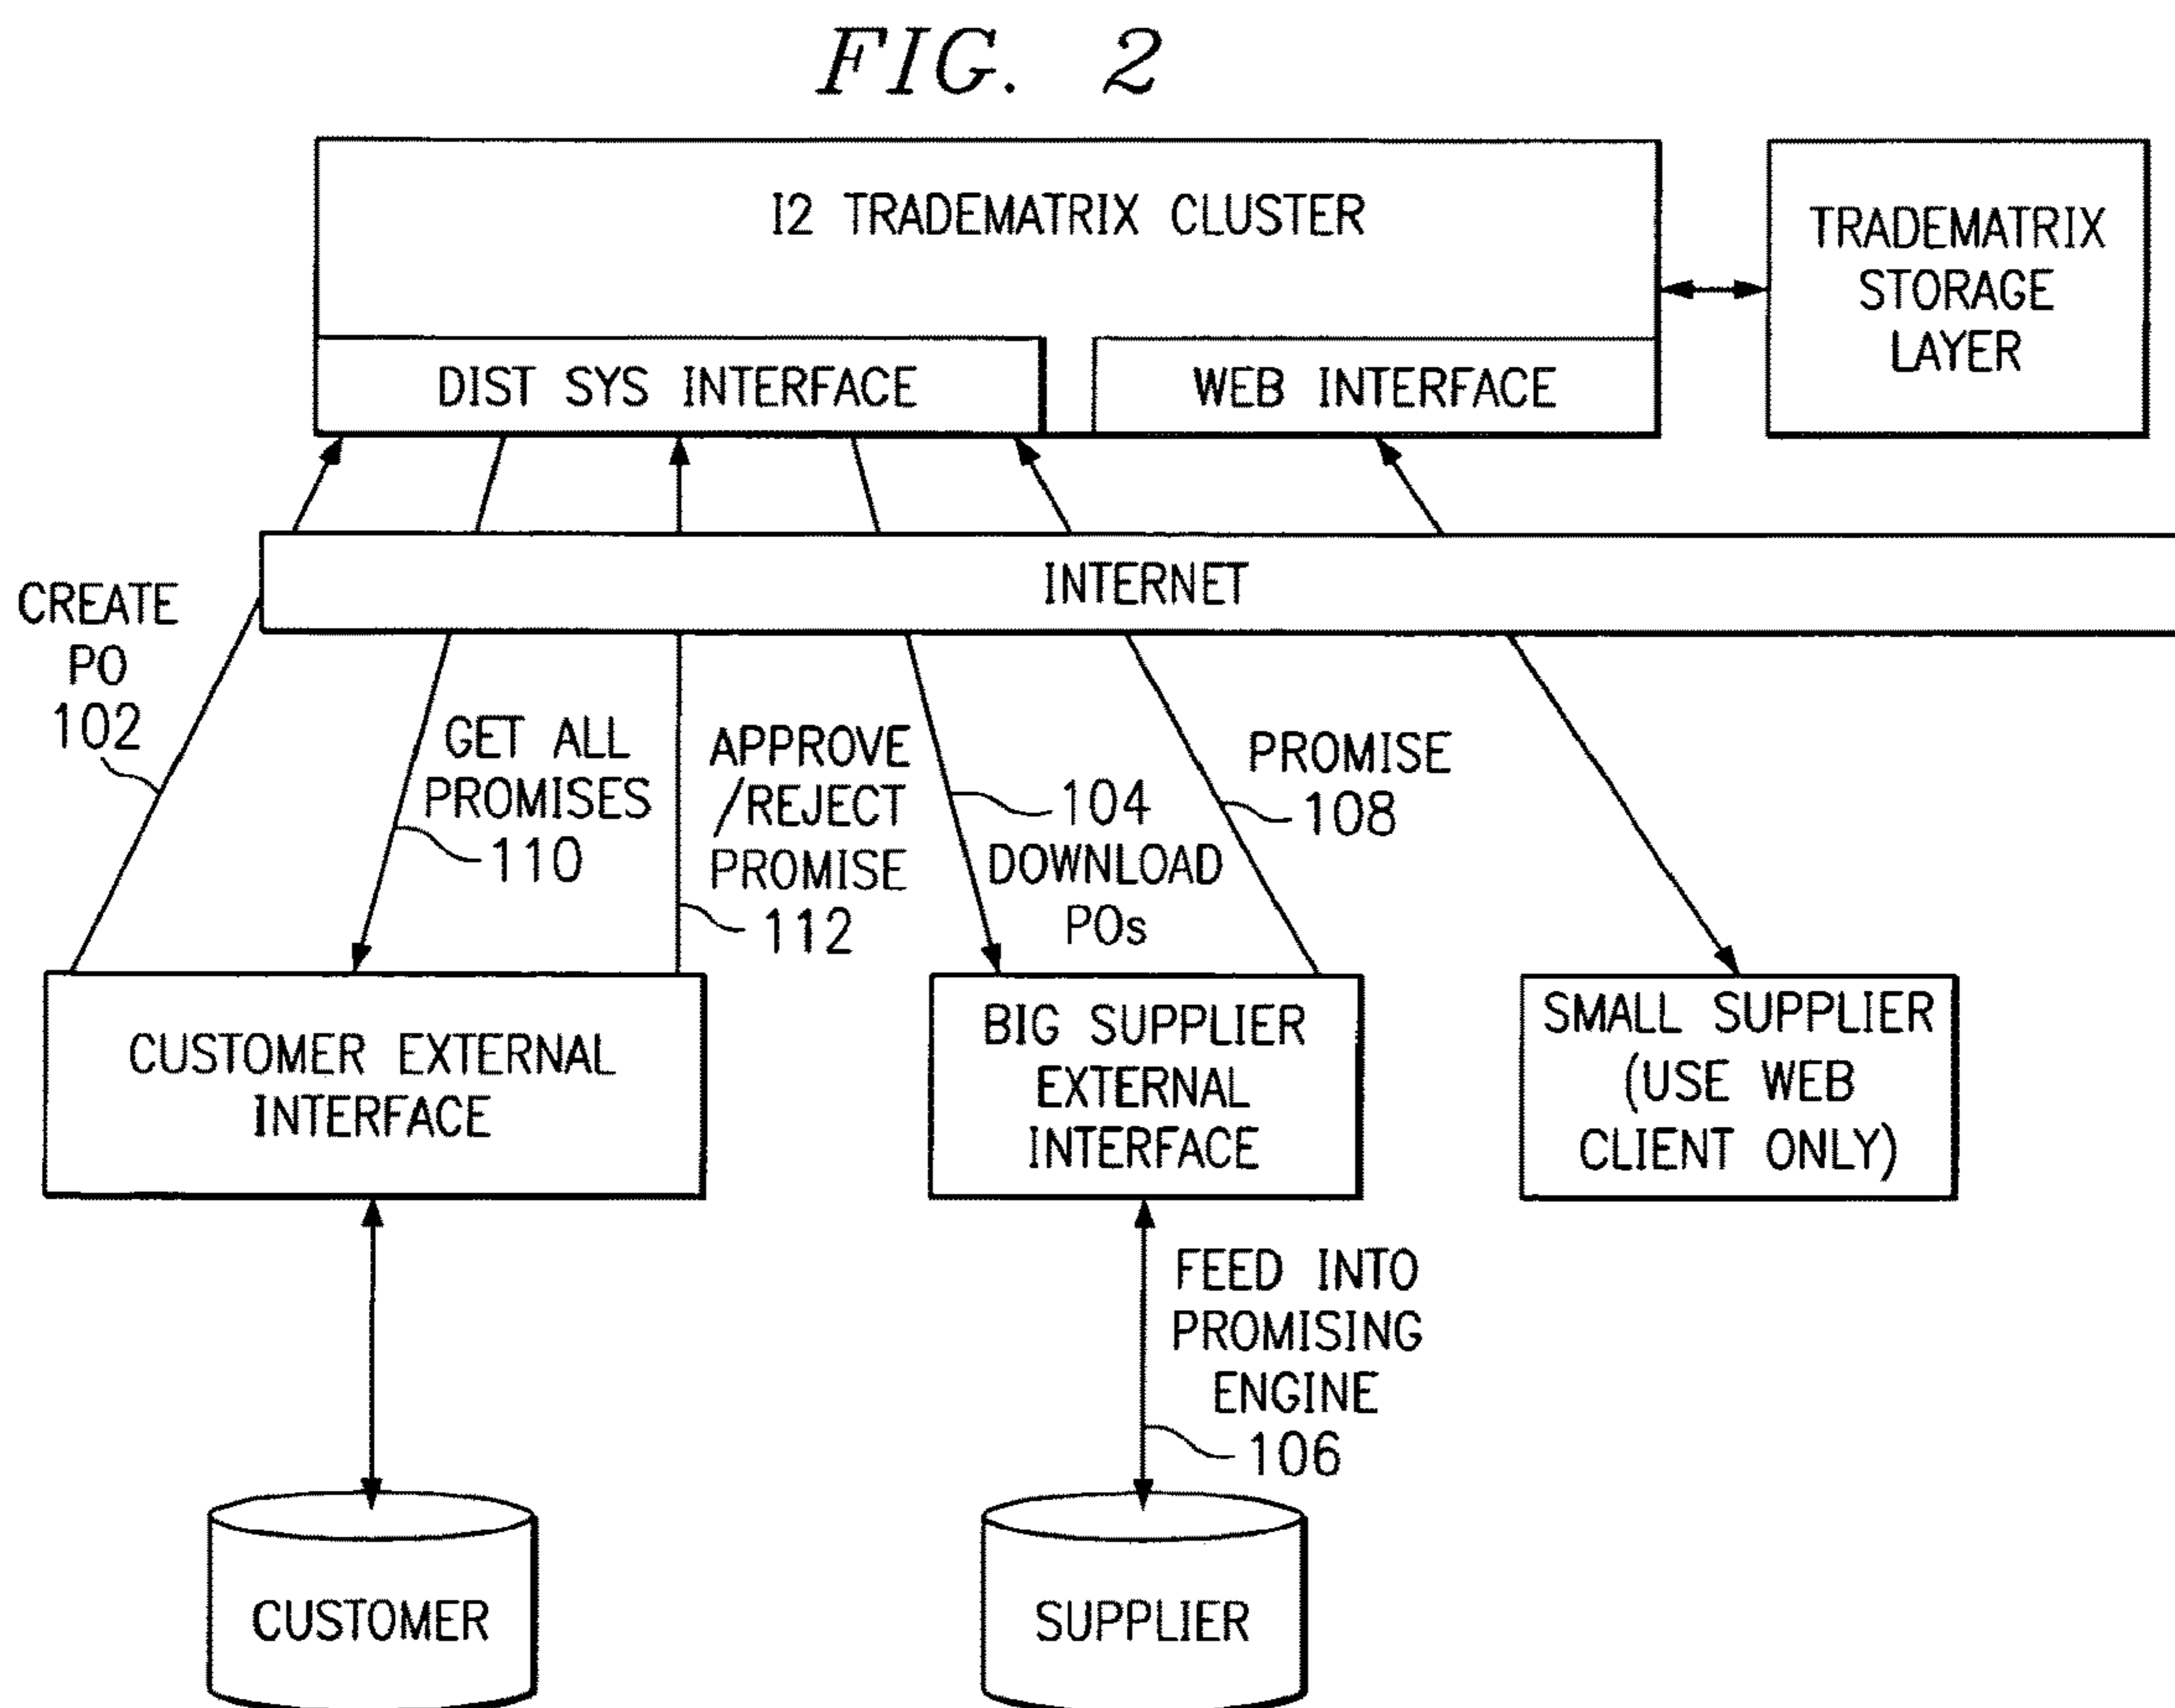 FIG. 2
I2 TRADEMATRIX CLUSTER
TRADEMATRIX
STORAGE
LAYER
DIST SYS INTERFACE
WEB INTERFACE
INTERNET
CREATE
PO
102
GET ALL
PROMISES
110
APPROVE
/REJECT
PROMISE
112
104
DOWNLOAD
POs
PROMISE
108
CUSTOMER EXTERNAL
INTERFACE
BIG SUPPLIER
EXTERNAL
INTERFACE
SMALL SUPPLIER
(USE WEB
CLIENT ONLY)
FEED INTO
PROMISING
ENGINE
106
CUSTOMER
SUPPLIER